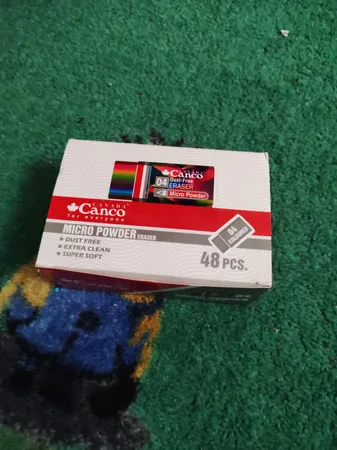 Canco
04
Dust-Free
ERASER
Micro Powder
CANADA
Canco
for everyone
MICRO POWDER ERASER
DUST FREE
EXTRA CLEAN
SUPER SOFT
04
COLOURED
48 PCS.